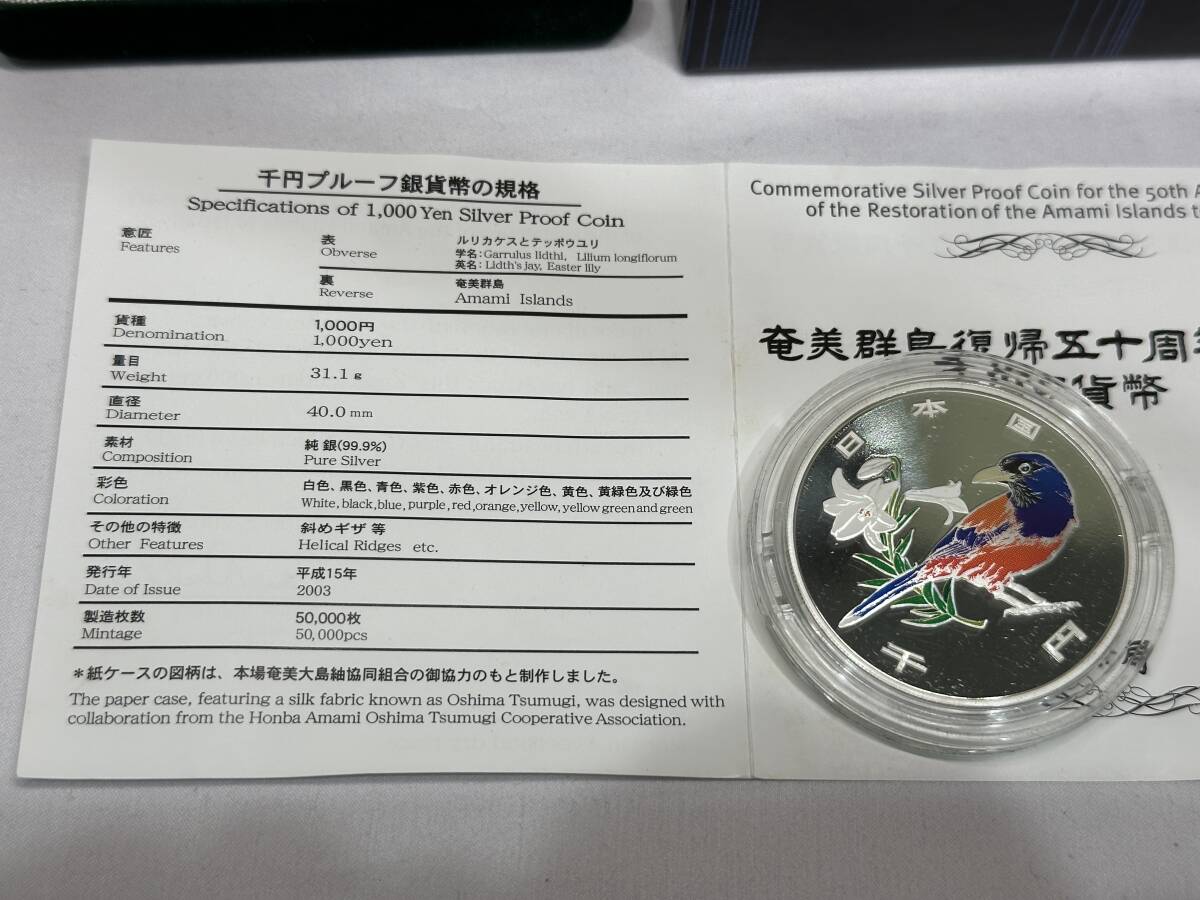 千円プルーフ銀貨幣の規格
Specifications of 1,000 Yen Silver Proof Coin
意匠
Features
表
Obverse
ルリカケスとテッポウユリ
学名:Garrulus lidthi, Lilium longiflorum
英名:Lidth's jay, Easter lily
裏
Reverse
奄美群島
Amami Islands
貨種
Denomination
1,000円
1,000yen
量目
Weight
31.1 g
直径
Diameter
40.0 mm
素材
Composition
純銀(99.9%)
Pure Silver
彩色
Coloration
白色、黒色、青色、紫色、赤色、オレンジ色、黄色、黄緑色及び緑色
White,black,blue, purple, red,orange,yellow,yellow green and green
その他の特徴
Other Features
斜めギザ 等
Helical Ridges etc.
発行年
Date of Issue
平成15年
2003
製造枚数
Mintage
50,000枚
50,000pcs
*紙ケースの図柄は、本場奄美大島紬協同組合の御協力のもと制作しました。
The paper case, featuring a silk fabric known as Oshima Tsumugi, was designed with
collaboration from the Honba Amami Oshima Tsumugi Cooperative Association.
Commemorative Silver Proof Coin for the 50th
of the Restoration of the Amami Islands
奄美群島復帰五十周年
貨幣
日本国
千円